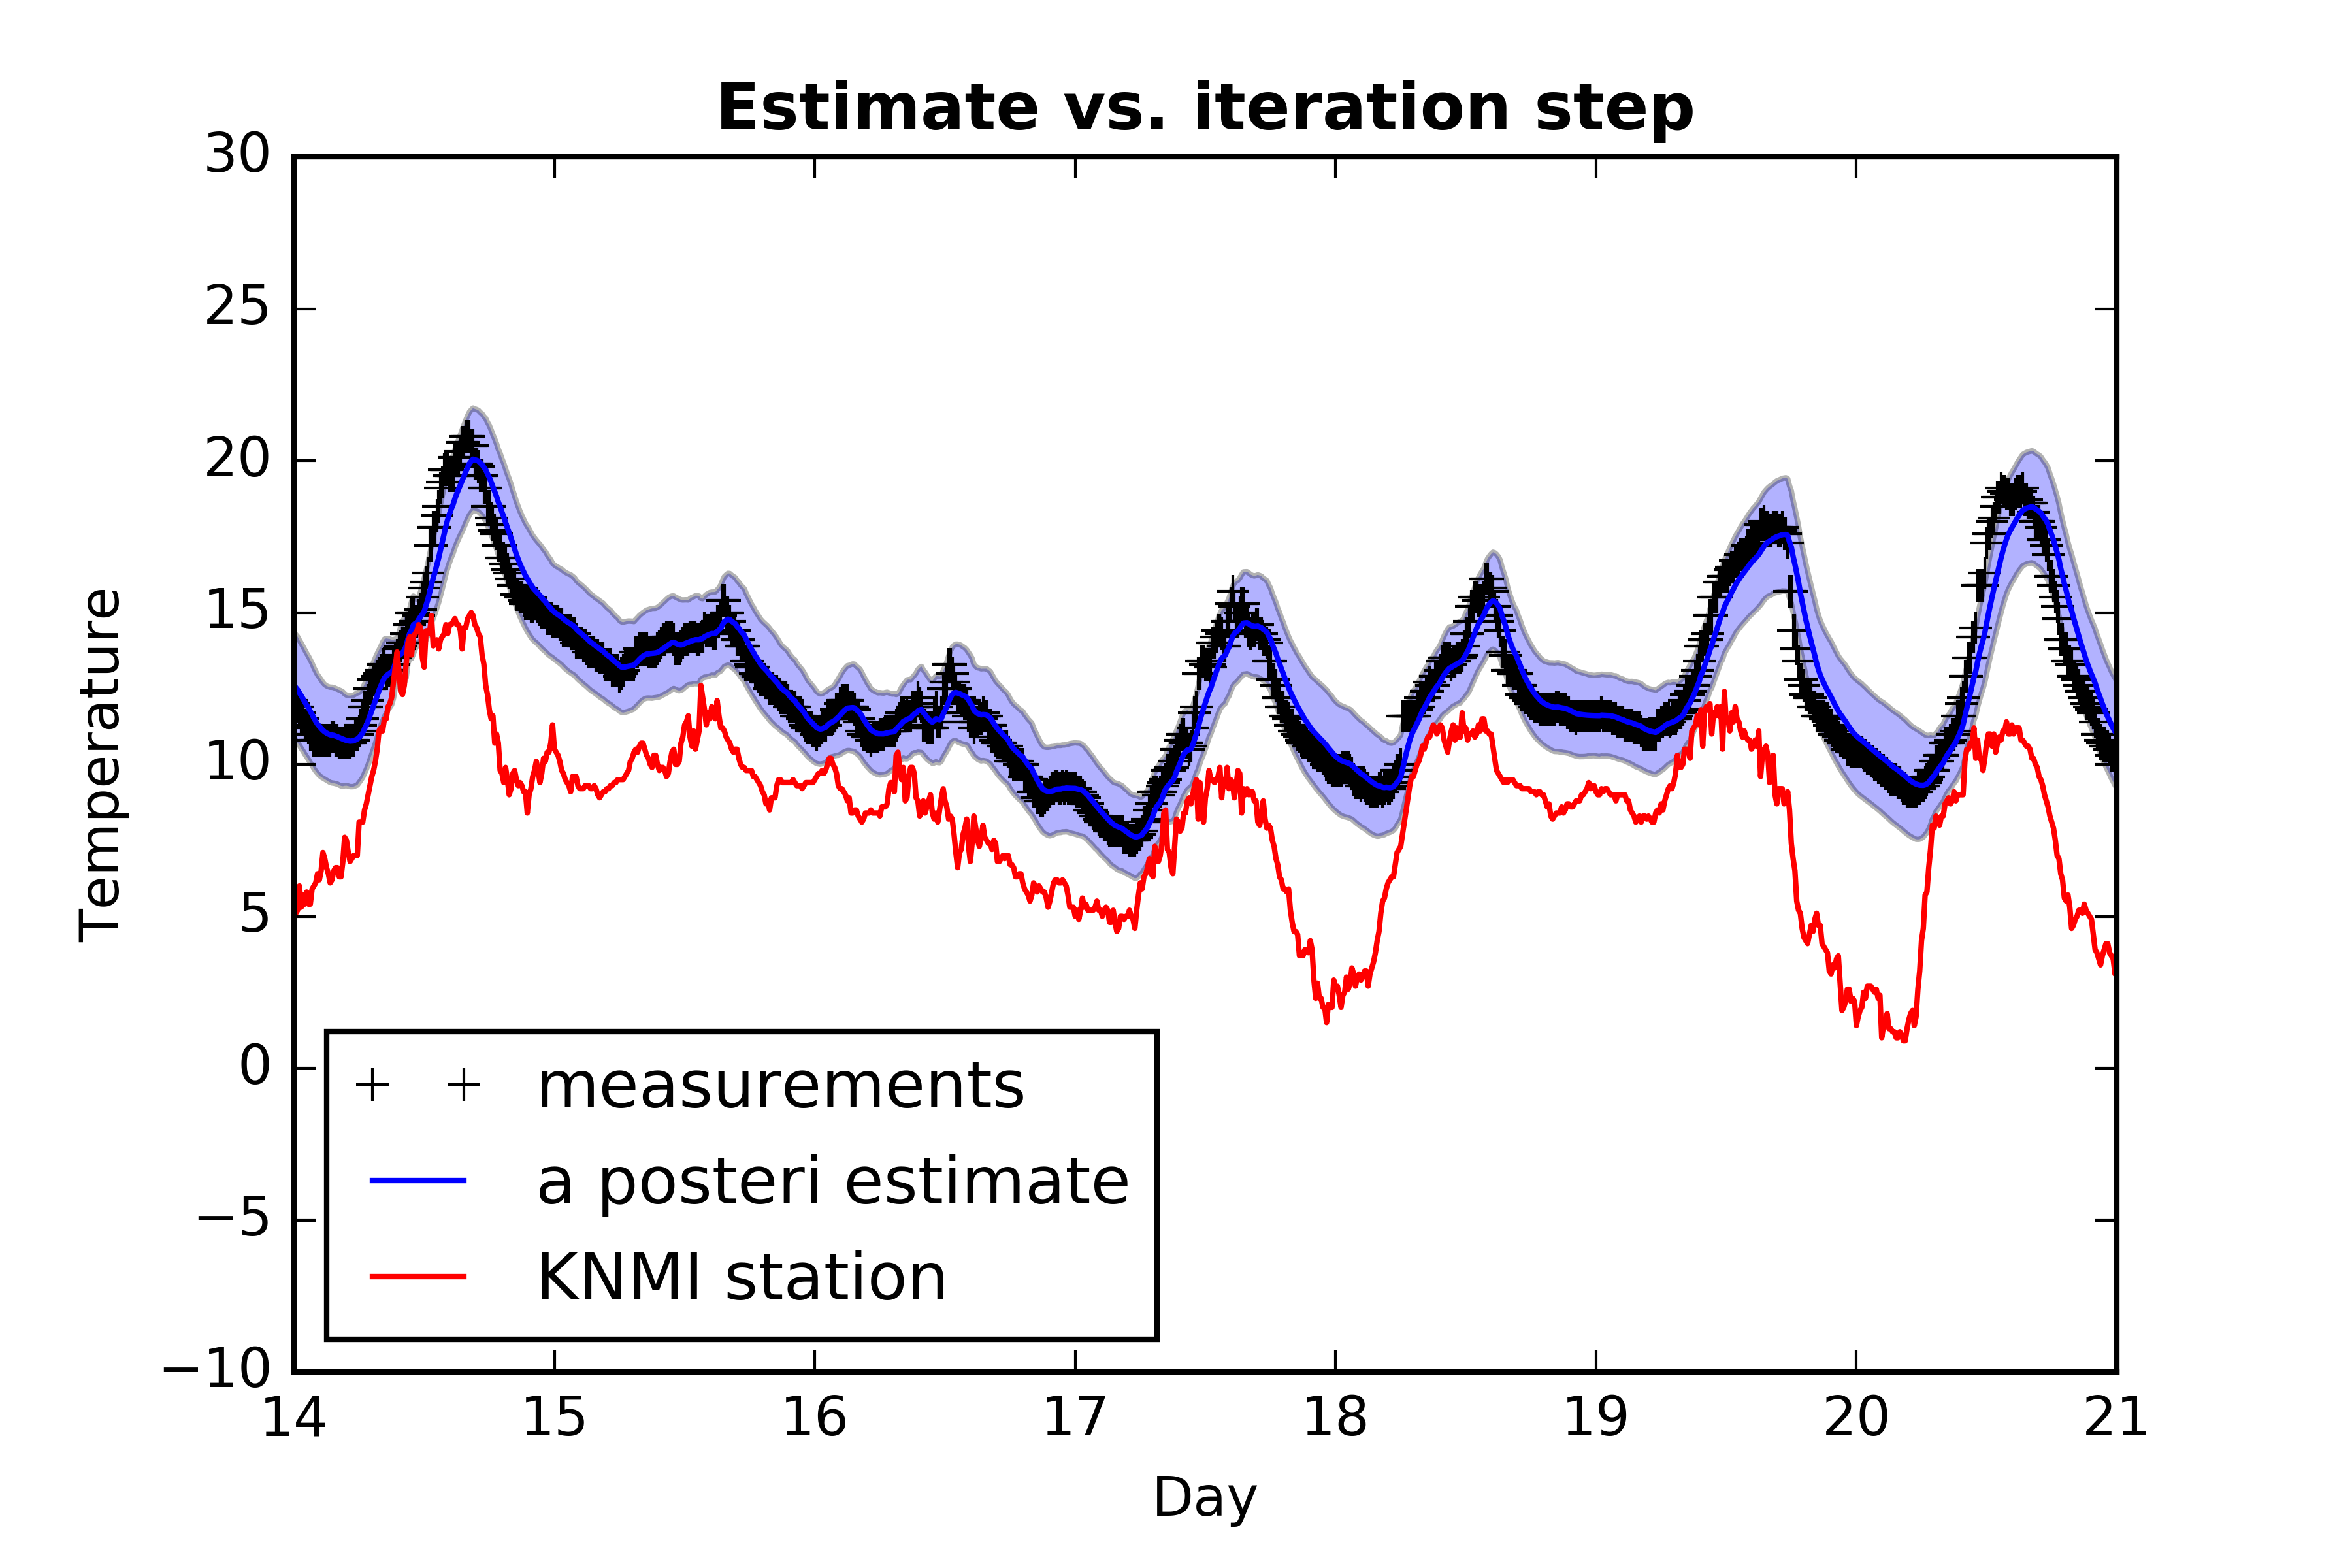 Estimate vs. iteration step
30
25
20
15
10
5
0
−5
−10
Temperature
measurements
a posteri estimate
KNMI station
14 15 16 17 18 19 20 21
Day